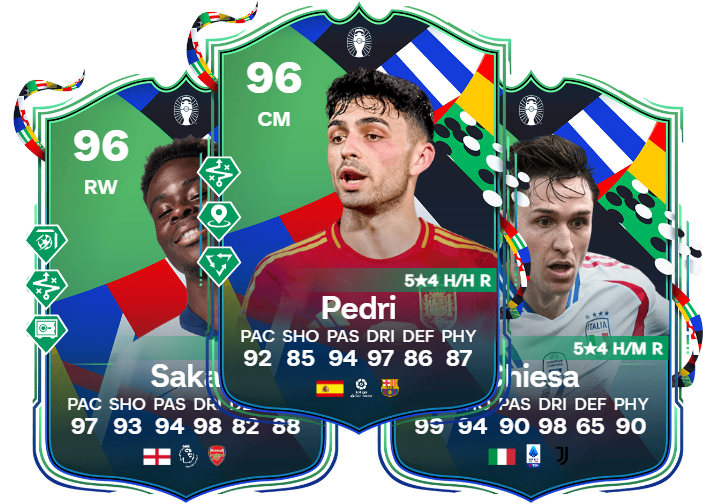 96
RW
Saka
PAC SHO PAS DRI
97 93 94 98 82 88
96
CM
5★4 H/H R
Pedri
PAC SHO PAS DRI DEF PHY
92 85 94 97 86 87
5★4 H/M R
hiesa
PAS DRI DEF PHY
99 94 90 98 65 90
ITALIA